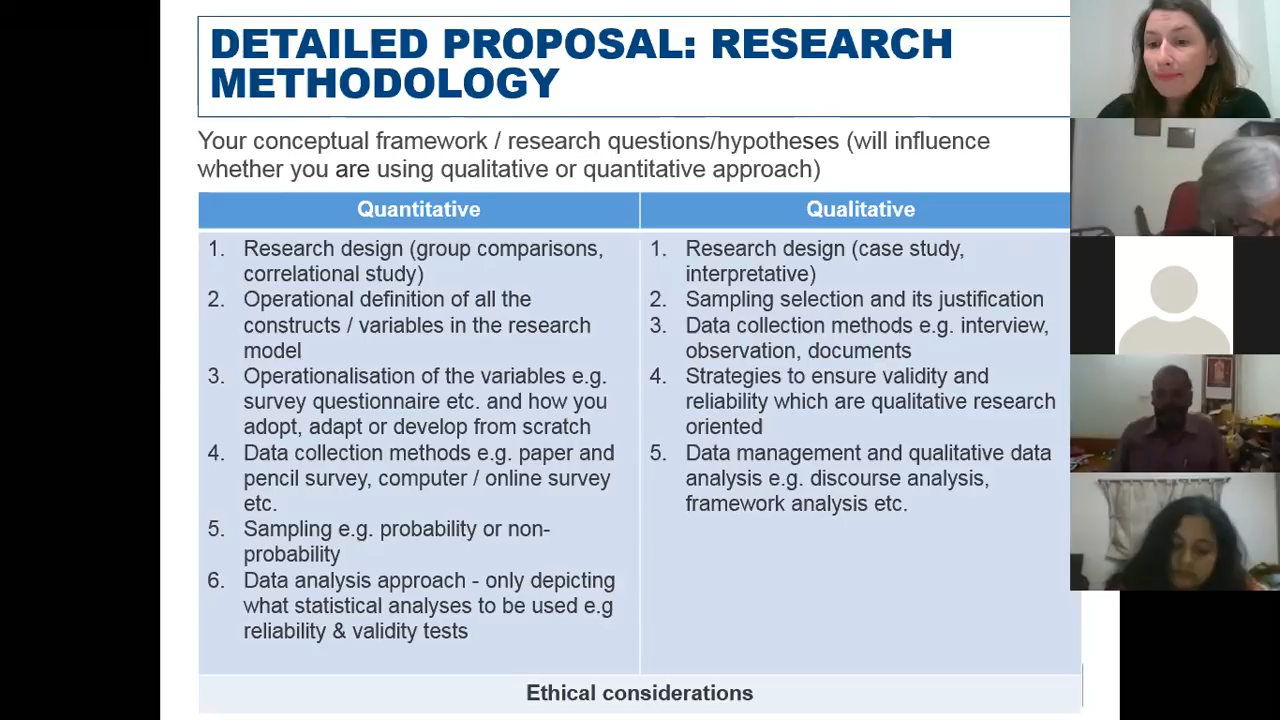 DETAILED PROPOSAL: RESEARCH
METHODOLOGY
Your conceptual framework / research questions/hypotheses (will influence
whether you are using qualitative or quantitative approach)
Quantitative
1. Research design (group comparisons,
correlational study)
2. Operational definition of all the
constructs / variables in the research
model
3. Operationalisation of the variables e.g.
survey questionnaire etc. and how you
adopt, adapt or develop from scratch
4. Data collection methods e.g. paper and
pencil survey, computer / online survey
etc.
5. Sampling e.g. probability or non-
probability
6. Data analysis approach - only depicting
what statistical analyses to be used e.g
reliability & validity tests
Qualitative
1. Research design (case study,
interpretative)
2. Sampling selection and its justification
3. Data collection methods e.g. interview,
observation, documents
4. Strategies to ensure validity and
reliability which are qualitative research
oriented
5. Data management and qualitative data
analysis e.g. discourse analysis,
framework analysis etc.
Ethical considerations